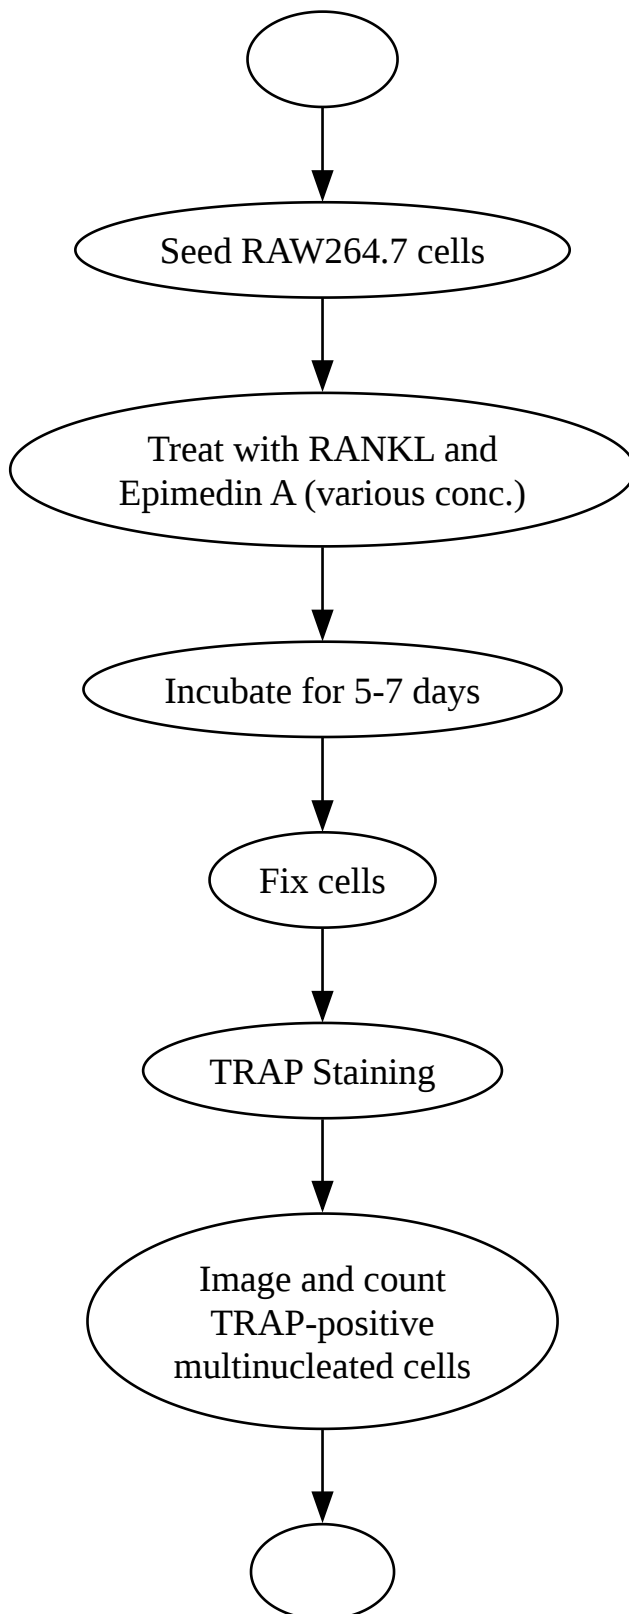 Seed RAW264.7 cells
Treat with RANKL and
Epimedin A (various conc.)
Incubate for 5-7 days
Fix cells
TRAP Staining
Image and count
TRAP-positive
multinucleated cells